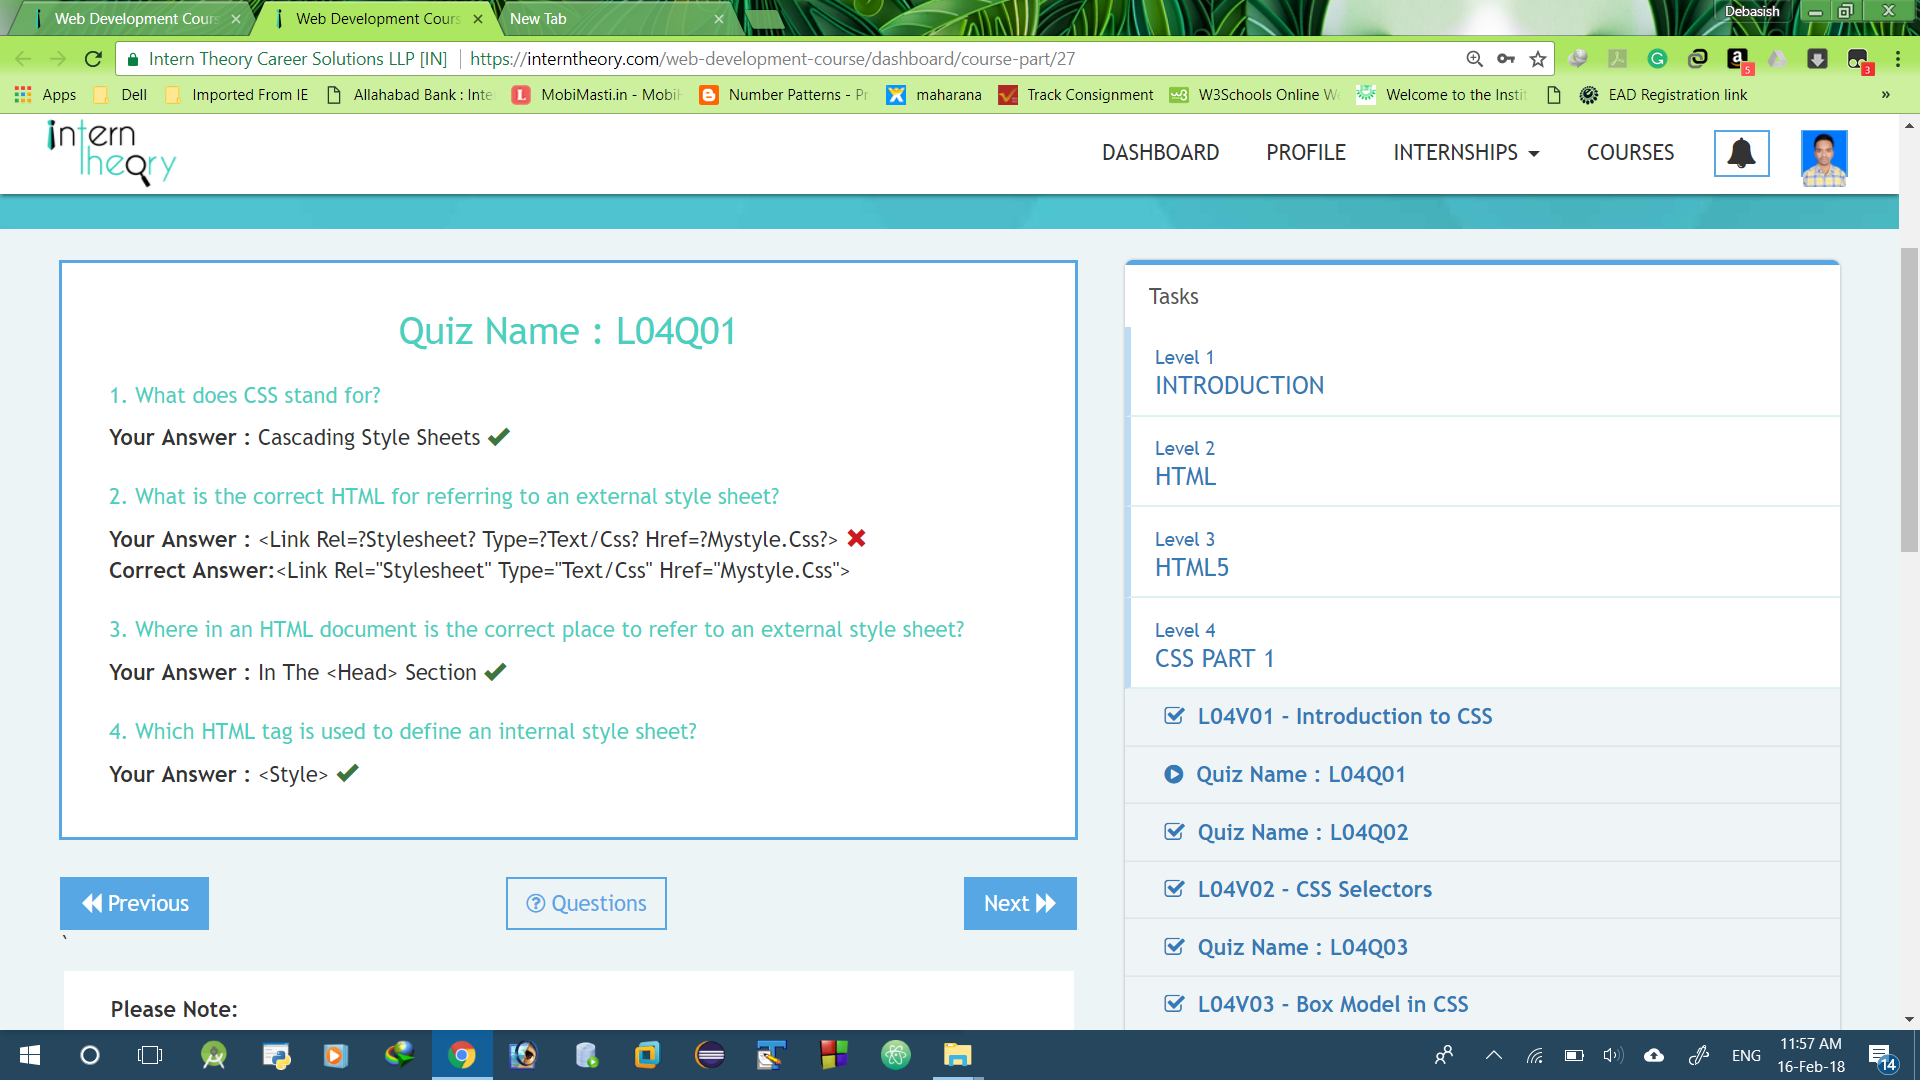 Web Development Cours
Web Development Cours
New Tab
Debasish
Intern Theory Career Solutions LLP [IN]
https://interntheory.com/web-development-course/dashboard/course-part/27
5
3
Apps
Dell
Imported From IE
Allahabad Bank : Inte
MobiMasti.in - Mobi
Number Patterns - Pr
maharana
Track Consignment
W3Schools Online W
Welcome to the Instit
EAD Registration link
»
intern
Theory
DASHBOARD
PROFILE
INTERNSHIPS
COURSES
Quiz Name : L04Q01
1. What does CSS stand for?
Your Answer : Cascading Style Sheets
2. What is the correct HTML for referring to an external style sheet?
Your Answer : <Link Rel=?Stylesheet? Type=?Text/Css? Href=?Mystyle.Css?>
Correct Answer:<Link Rel="Stylesheet" Type="Text/Css" Href="Mystyle.Css">
3. Where in an HTML document is the correct place to refer to an external style sheet?
Your Answer : In The <Head> Section
4. Which HTML tag is used to define an internal style sheet?
Your Answer : <Style>
Previous
Questions
Next
`
Please Note:
Tasks
Level 1
INTRODUCTION
Level 2
HTML
Level 3
HTML5
Level 4
CSS PART 1
L04V01 - Introduction to CSS
Quiz Name : L04Q01
Quiz Name : L04Q02
L04V02 - CSS Selectors
Quiz Name : L04Q03
L04V03 - Box Model in CSS
ENG
11:57 AM
16-Feb-18
14